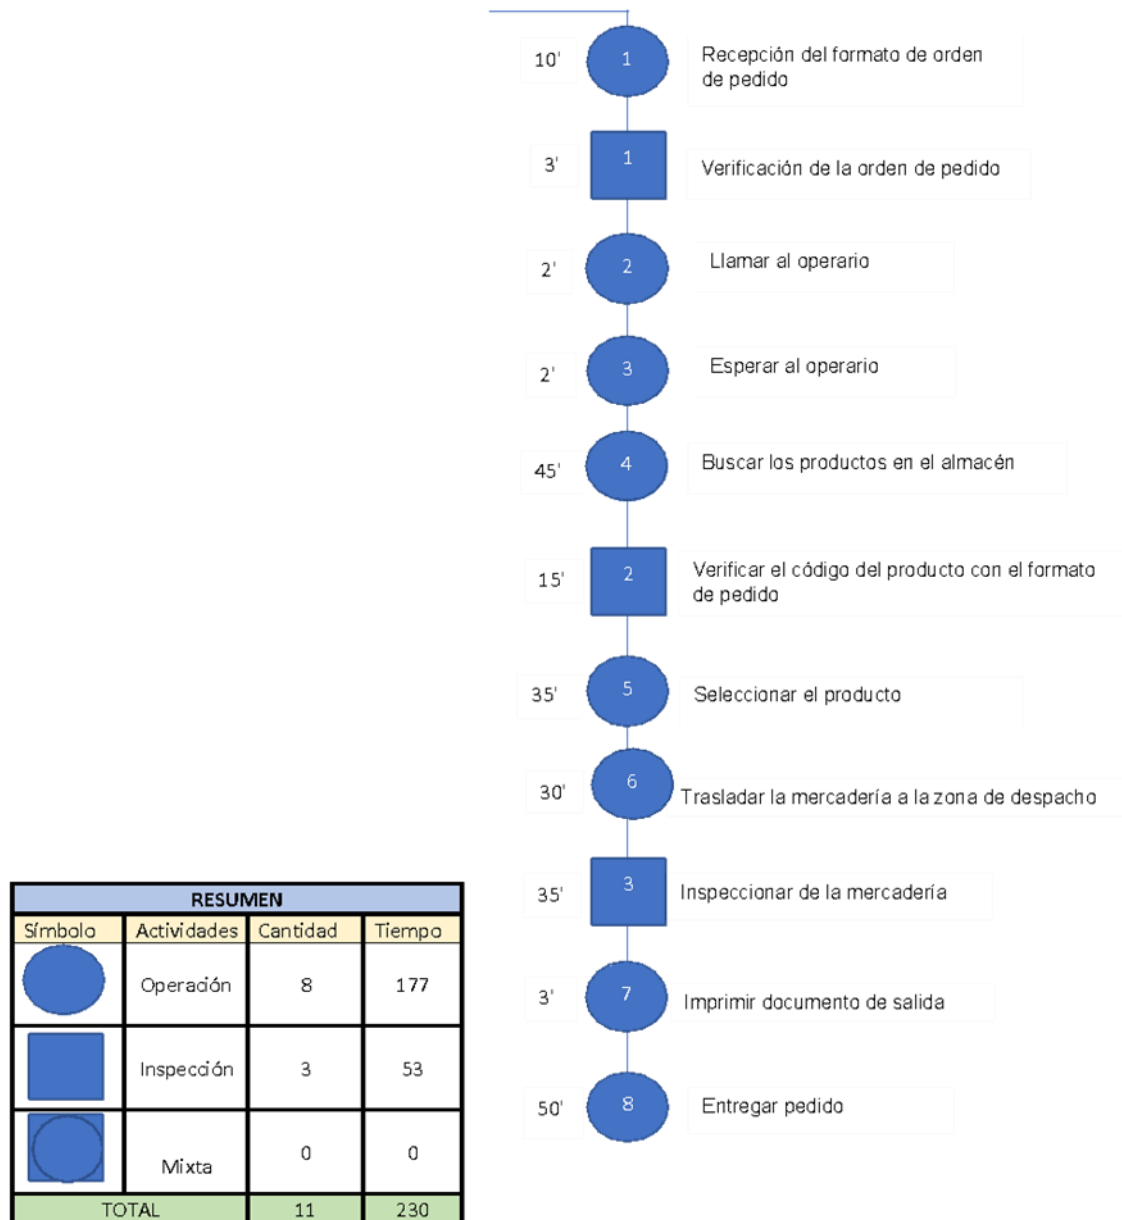 10'
1
Recepción del formato de orden
de pedido
3'
1
Verificación de la orden de pedido
2'
2
Llamar al operario
2'
3
Esperar al operario
45'
4
Buscar los productos en el almacén
15'
2
Verificar el código del producto con el formato
de pedido
35'
5
Seleccionar el producto
30'
6
Trasladar la mercadería a la zona de despacho
35'
3
Inspeccionar de la mercadería
3'
7
Imprimir documento de salida
50'
8
Entregar pedido
RESUMEN
Símbolo Actividades Cantidad Tiempo
Operación 8 177
Inspección 3 53
Mixta 0 0
TOTAL 11 230